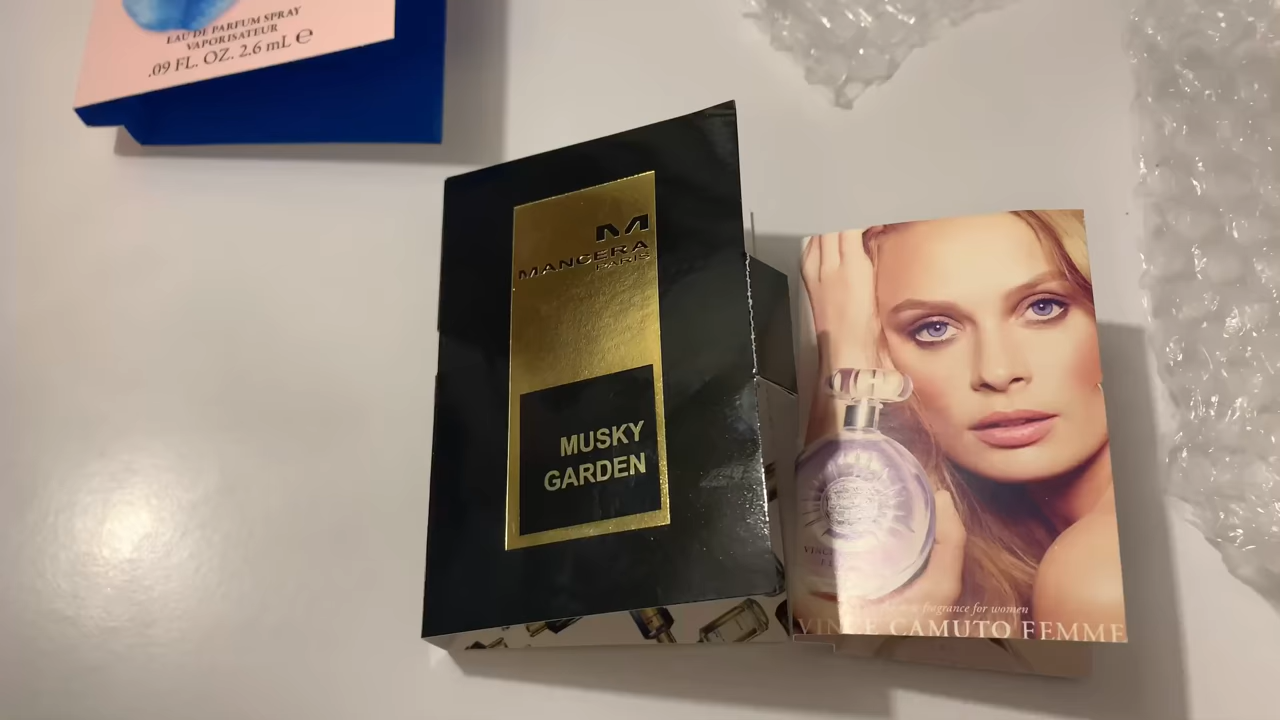 EAU DE PARFUM SPRAY
VAPORISATEUR
.09 FL. OZ. 2.6 mL ℮
M
MANCERA
PARIS
MUSKY
GARDEN
fragrance for women
VINCE CAMUTO FEMME